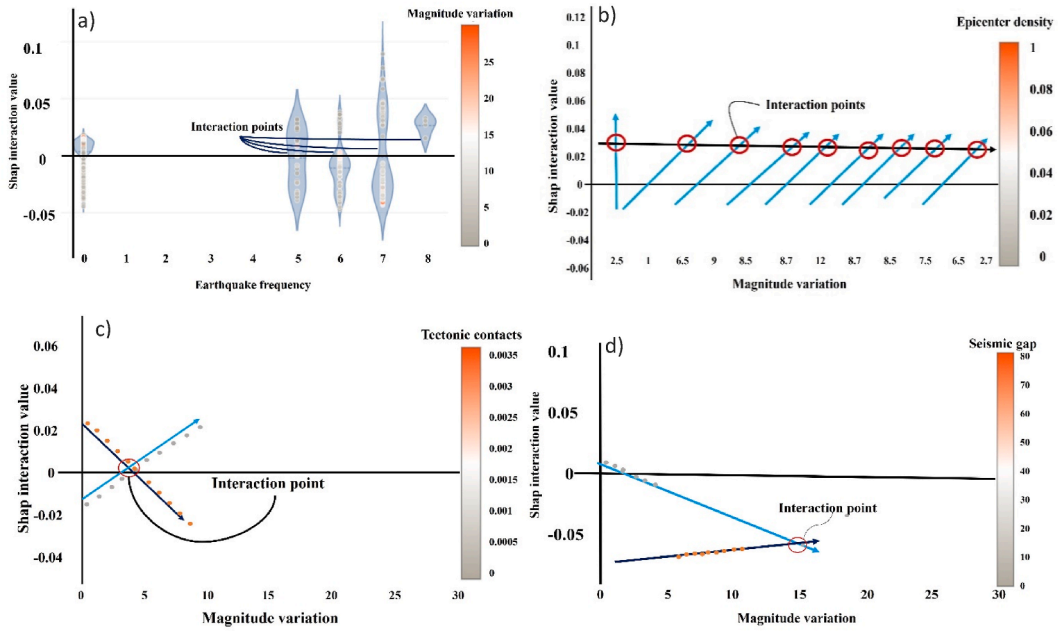 a)
Magnitude variation
Shap interaction value
0.1
0.05
0
-0.05
Interaction points
25
20
15
10
5
0
0 1 2 3 4 5 6 7 8
Earthquake frequency
b)
Epicenter density
Shap interaction value
0.12
0.10
0.08
0.06
0.04
0.02
0
-0.02
-0.04
-0.06
Interaction points
1
0.08
0.06
0.04
0.02
0
2.5 1 6.5 9 8.5 8.7 12 8.7 8.5 7.5 6.5 2.7
Magnitude variation
c)
Tectonic contacts
Shap interaction value
0.06
0.04
0.02
0
-0.02
-0.04
Interaction point
0.0035
0.003
0.0025
0.002
0.0015
0.001
0.0005
0
0 5 10 15 20 25 30
Magnitude variation
d)
Seismic gap
Shap interaction value
0.1
0.05
0
-0.05
Interaction point
80
70
60
50
40
30
20
10
0
0 5 10 15 20 25 30
Magnitude variation